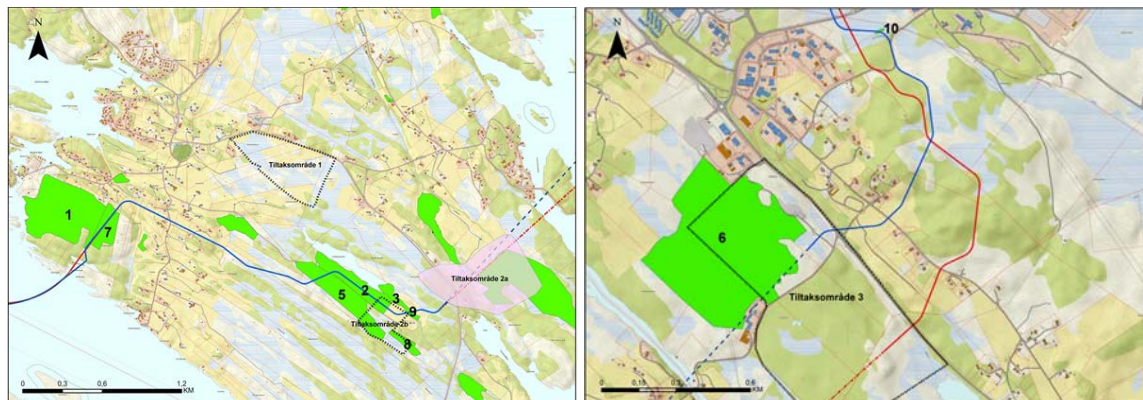 N
Tiltaksområde 1
1
7
Tiltaksområde 2a
5
2
3
9
Tiltaksområde 2b
8
0 0,3 0,6 1,2
KM
N
10
6
Tiltaksområde 3
0 0,15 0,3 0,6
KM